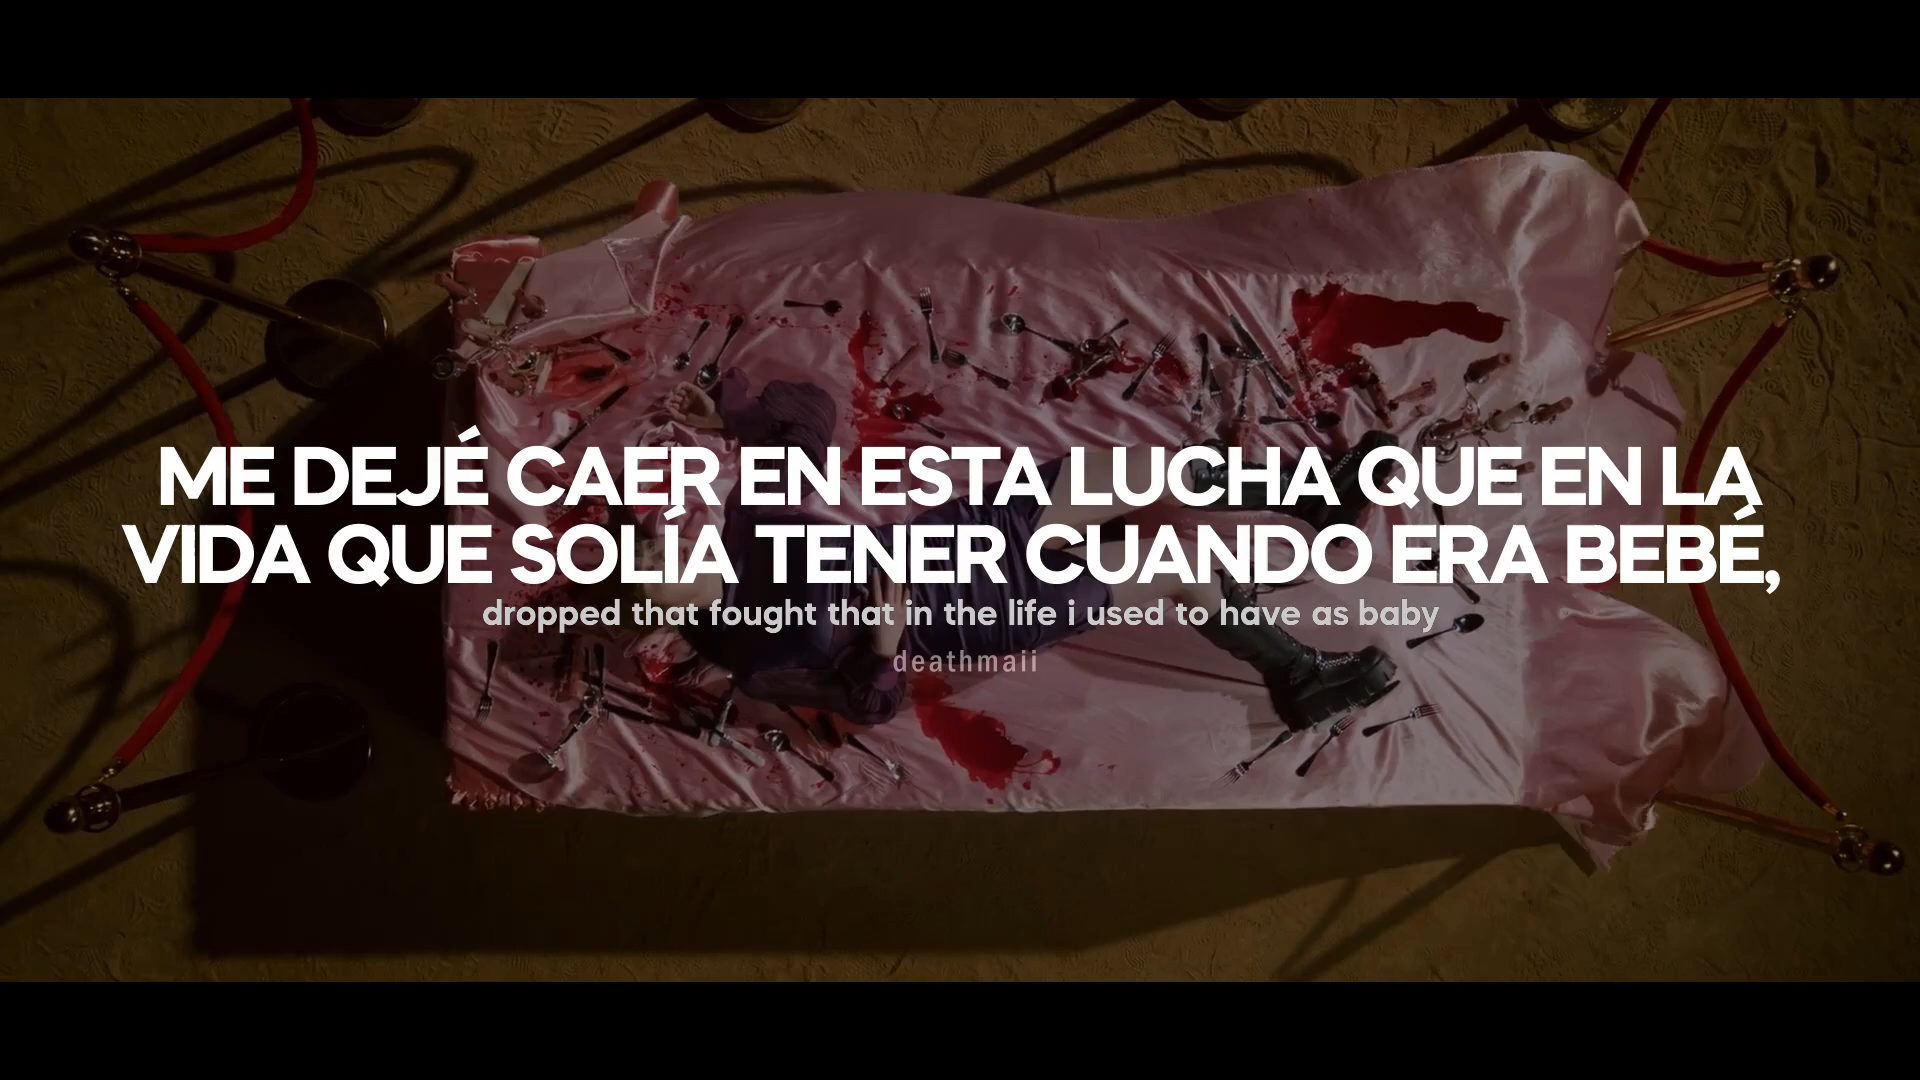 ME DEJÉ CAER EN ESTA LUCHA QUE EN LA
VIDA QUE SOLÍA TENER CUANDO ERA BEBÉ,
dropped that fought that in the life i used to have as baby
deathmaii